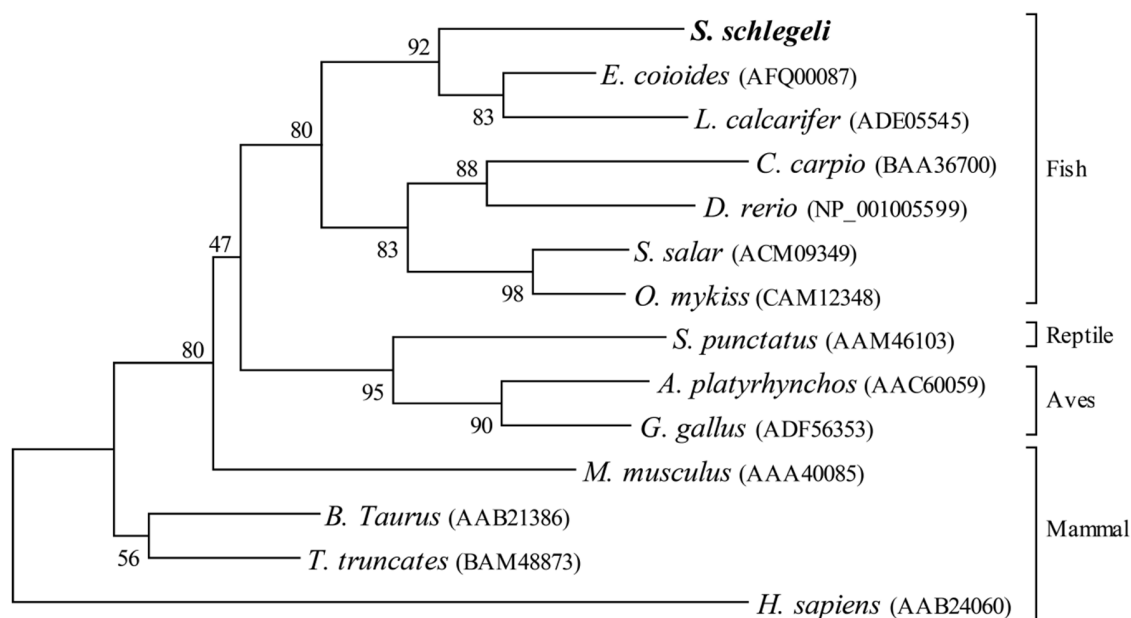 S. schlegeli
92
E. coioides (AFQ00087)
83
L. calcarifer (ADE05545)
80
C. carpio (BAA36700)
88
Fish
D. rerio (NP_001005599)
47
83
S. salar (ACM09349)
98
O. mykiss (CAM12348)
S. punctatus (AAM46103)
Reptile
80
A. platyrhynchos (AAC60059)
95
Aves
90
G. gallus (ADF56353)
M. musculus (AAA40085)
B. Taurus (AAB21386)
Mammal
56
T. truncates (BAM48873)
H. sapiens (AAB24060)